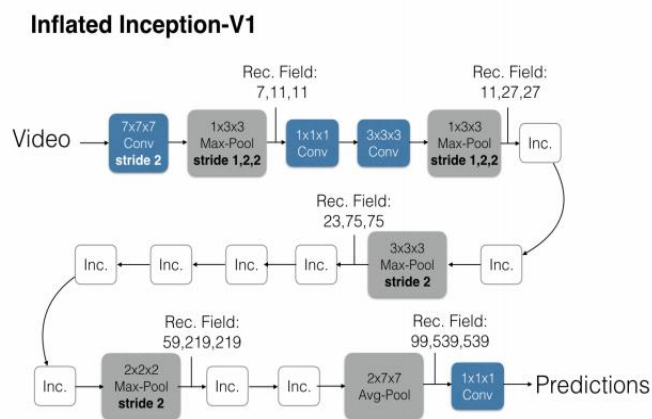 Inflated Inception-V1
Rec. Field:
7,11,11
Rec. Field:
11,27,27
Video
7x7x7
Conv
stride 2
1x3x3
Max-Pool
stride 1,2,2
1x1x1
Conv
3x3x3
Conv
1x3x3
Max-Pool
stride 1,2,2
Inc.
Rec. Field:
23,75,75
Inc.
Inc.
Inc.
Inc.
3x3x3
Max-Pool
stride 2
Inc.
Rec. Field:
59,219,219
Rec. Field:
99,539,539
Inc.
2x2x2
Max-Pool
stride 2
Inc.
Inc.
2x7x7
Avg-Pool
1x1x1
Conv
Predictions